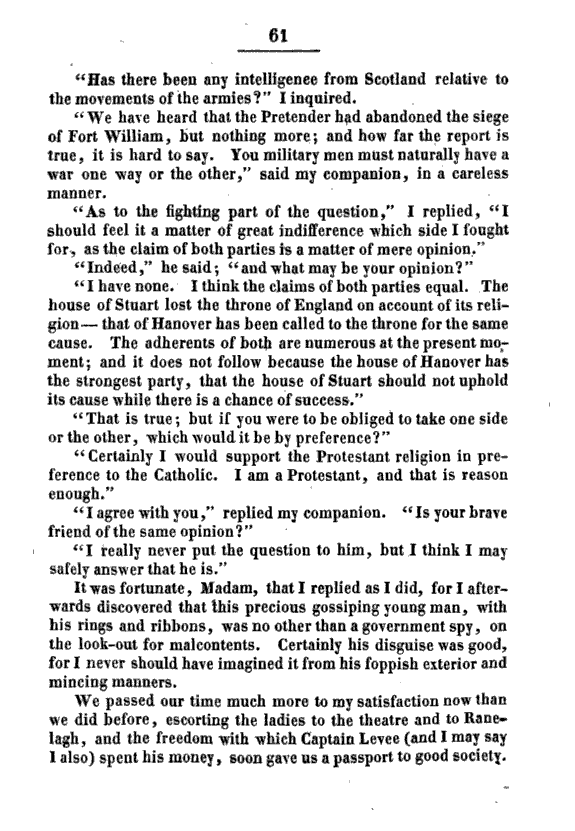 61
“Has there been any intelligence from Scotland relative to
the movements of the armies?” I inquired.
“We have heard that the Pretender had abandoned the siege
of Fort William, but nothing more; and how far the report is
true, it is hard to say. You military men must naturally have a
war one way or the other,” said my companion, in a careless
manner.
“As to the fighting part of the question,” I replied, “I
should feel it a matter of great indifference which side I fought
for, as the claim of both parties is a matter of mere opinion.”
“Indeed,” he said; “and what may be your opinion?”
“I have none. I think the claims of both parties equal. The
house of Stuart lost the throne of England on account of its reli-
gion— that of Hanover has been called to the throne for the same
cause. The adherents of both are numerous at the present mo-
ment; and it does not follow because the house of Hanover has
the strongest party, that the house of Stuart should not uphold
its cause while there is a chance of success.”
“That is true; but if you were to be obliged to take one side
or the other, which would it be by preference?”
“Certainly I would support the Protestant religion in pre-
ference to the Catholic. I am a Protestant, and that is reason
enough.”
“I agree with you,” replied my companion. “Is your brave
friend of the same opinion?”
“I really never put the question to him, but I think I may
safely answer that he is.”
It was fortunate, Madam, that I replied as I did, for I after-
wards discovered that this precious gossiping young man, with
his rings and ribbons, was no other than a government spy, on
the look-out for malcontents. Certainly his disguise was good,
for I never should have imagined it from his foppish exterior and
mincing manners.
We passed our time much more to my satisfaction now than
we did before, escorting the ladies to the theatre and to Rane-
lagh, and the freedom with which Captain Levee (and I may say
I also) spent his money, soon gave us a passport to good society.